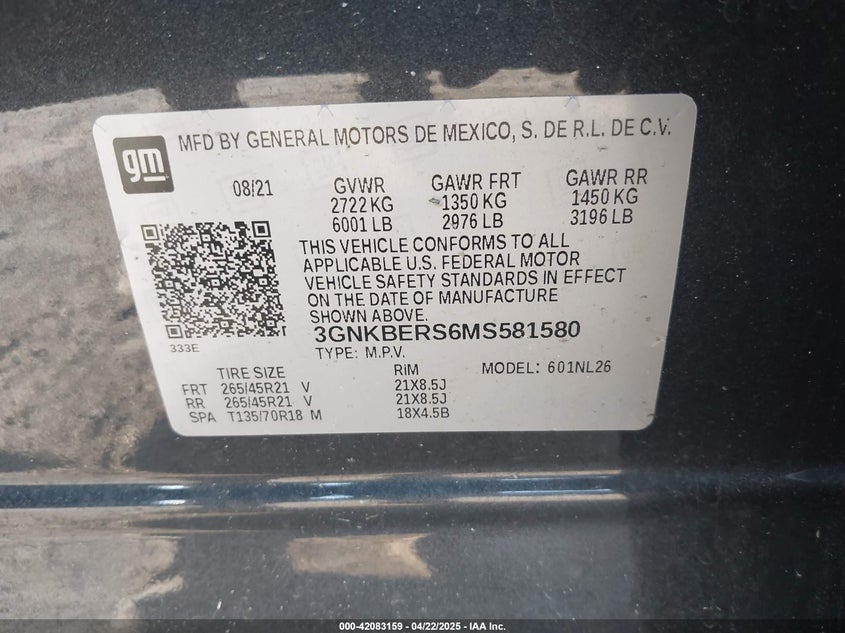 gm
MFD BY GENERAL MOTORS DE MEXICO, S. DE R.L. DE C.V.
08/21 GVWR GAWR FRT GAWR RR
2722 KG 1350 KG 1450 KG
6001 LB 2976 LB 3196 LB
THIS VEHICLE CONFORMS TO ALL
APPLICABLE U.S. FEDERAL MOTOR
VEHICLE SAFETY STANDARDS IN EFFECT
ON THE DATE OF MANUFACTURE
SHOWN ABOVE.
3GNKBERS6MS581580
333E
TYPE: M.P.V.
TIRE SIZE RIM MODEL: 601NL26
FRT 265/45R21 V 21X8.5J
RR 265/45R21 V 21X8.5J
SPA T135/70R18 M 18X4.5B
000-42083159 - 04/22/2025 - IAA Inc.